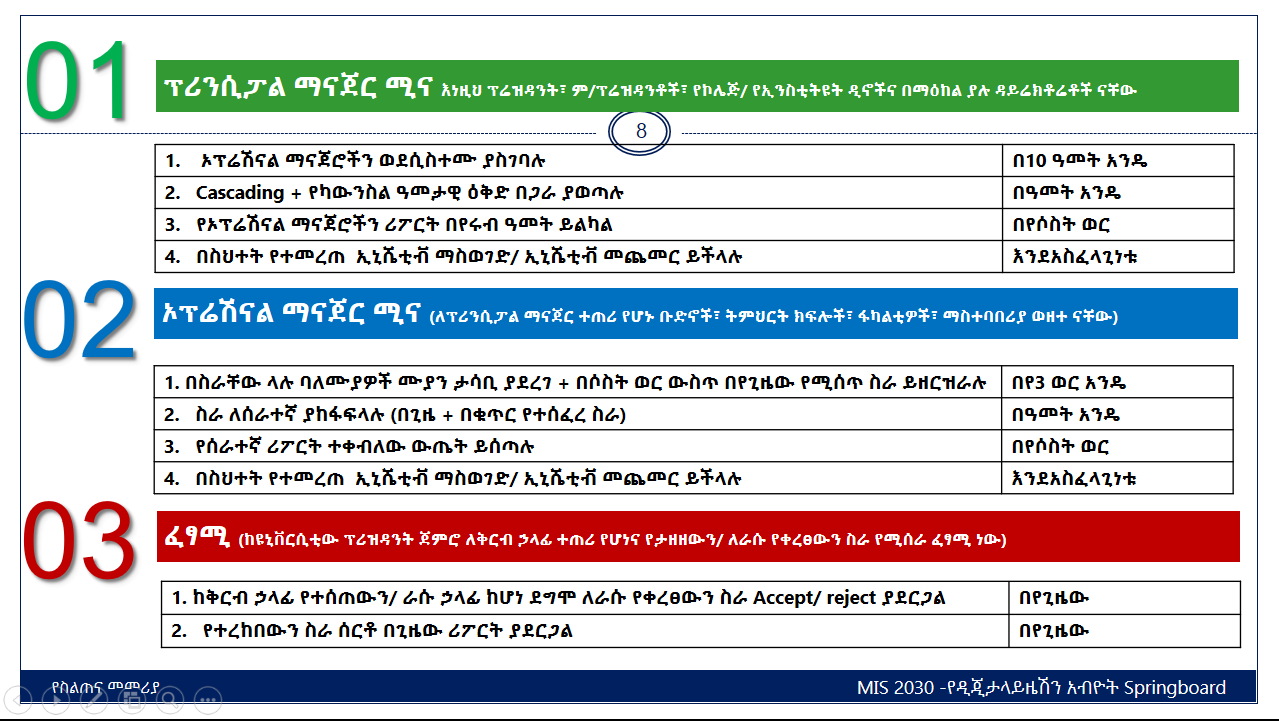 01
ፕሪንሲፓል ማናጀር ሚና እነዚህ ፕሬዝዳንት፣ ም/ፕሬዝዳንቶች፣ የኮሌጅ/ የኢንስቲትዩት ዲኖችና በማዕከል ያሉ ዳይሬክቶሬቶች ናቸው
8
1. ኦፕሬሽናል ማናጀሮችን ወደሲስተሙ ያስገባሉ በ10 ዓመት አንዴ
2. Cascading + የካውንስል ዓመታዊ ዕቅድ በጋራ ያወጣሉ በዓመት አንዴ
3. የኦፕሬሽናል ማናጀሮችን ሪፖርት በየሩብ ዓመት ይልካል በየሶስት ወር
4. በስህተት የተመረጠ ኢኒሼቲቭ ማስወገድ/ ኢኒሼቲቭ መጨመር ይችላሉ እንደአስፈላጊነቱ
02
ኦፕሬሽናል ማናጀር ሚና (ለፕሪንሲፓል ማናጀር ተጠሪ የሆኑ ቡድኖች፣ ትምህርት ክፍሎች፣ ፋካልቲዎች፣ ማስተባበሪያ ወዘተ ናቸው)
1. በስራቸው ላሉ ባለሙያዎች ሙያን ታሳቢ ያደረገ + በሶስት ወር ውስጥ በየጊዜው የሚሰጥ ስራ ይዘርዝራሉ በየ3 ወር አንዴ
2. ስራ ለሰራተኛ ያከፋፍላሉ (በጊዜ + በቁጥር የተሰፈረ ስራ) በዓመት አንዴ
3. የሰራተኛ ሪፖርት ተቀብለው ውጤት ይሰጣሉ በየሶስት ወር
4. በስህተት የተመረጠ ኢኒሼቲቭ ማስወገድ/ ኢኒሼቲቭ መጨመር ይችላሉ እንደአስፈላጊነቱ
03
ፈፃሚ (ከዩኒቨርሲቲው ፕሪዝዳንት ጀምሮ ለቅርብ ኃላፊ ተጠሪ የሆነና የታዘዘውን/ ለራሱ የቀረፀውን ስራ የሚሰራ ፈፃሚ ነው)
1. ከቅርብ ኃላፊ የተሰጠውን/ ራሱ ኃላፊ ከሆነ ደግሞ ለራሱ የቀረፀውን ስራ Accept/ reject ያደርጋል በየጊዜው
2. የተረከበውን ስራ ሰርቶ በጊዜው ሪፖርት ያደርጋል በየጊዜው
የስልጠና መመሪያ MIS 2030 -የዲጂታላይዜሽን አብዮት Springboard